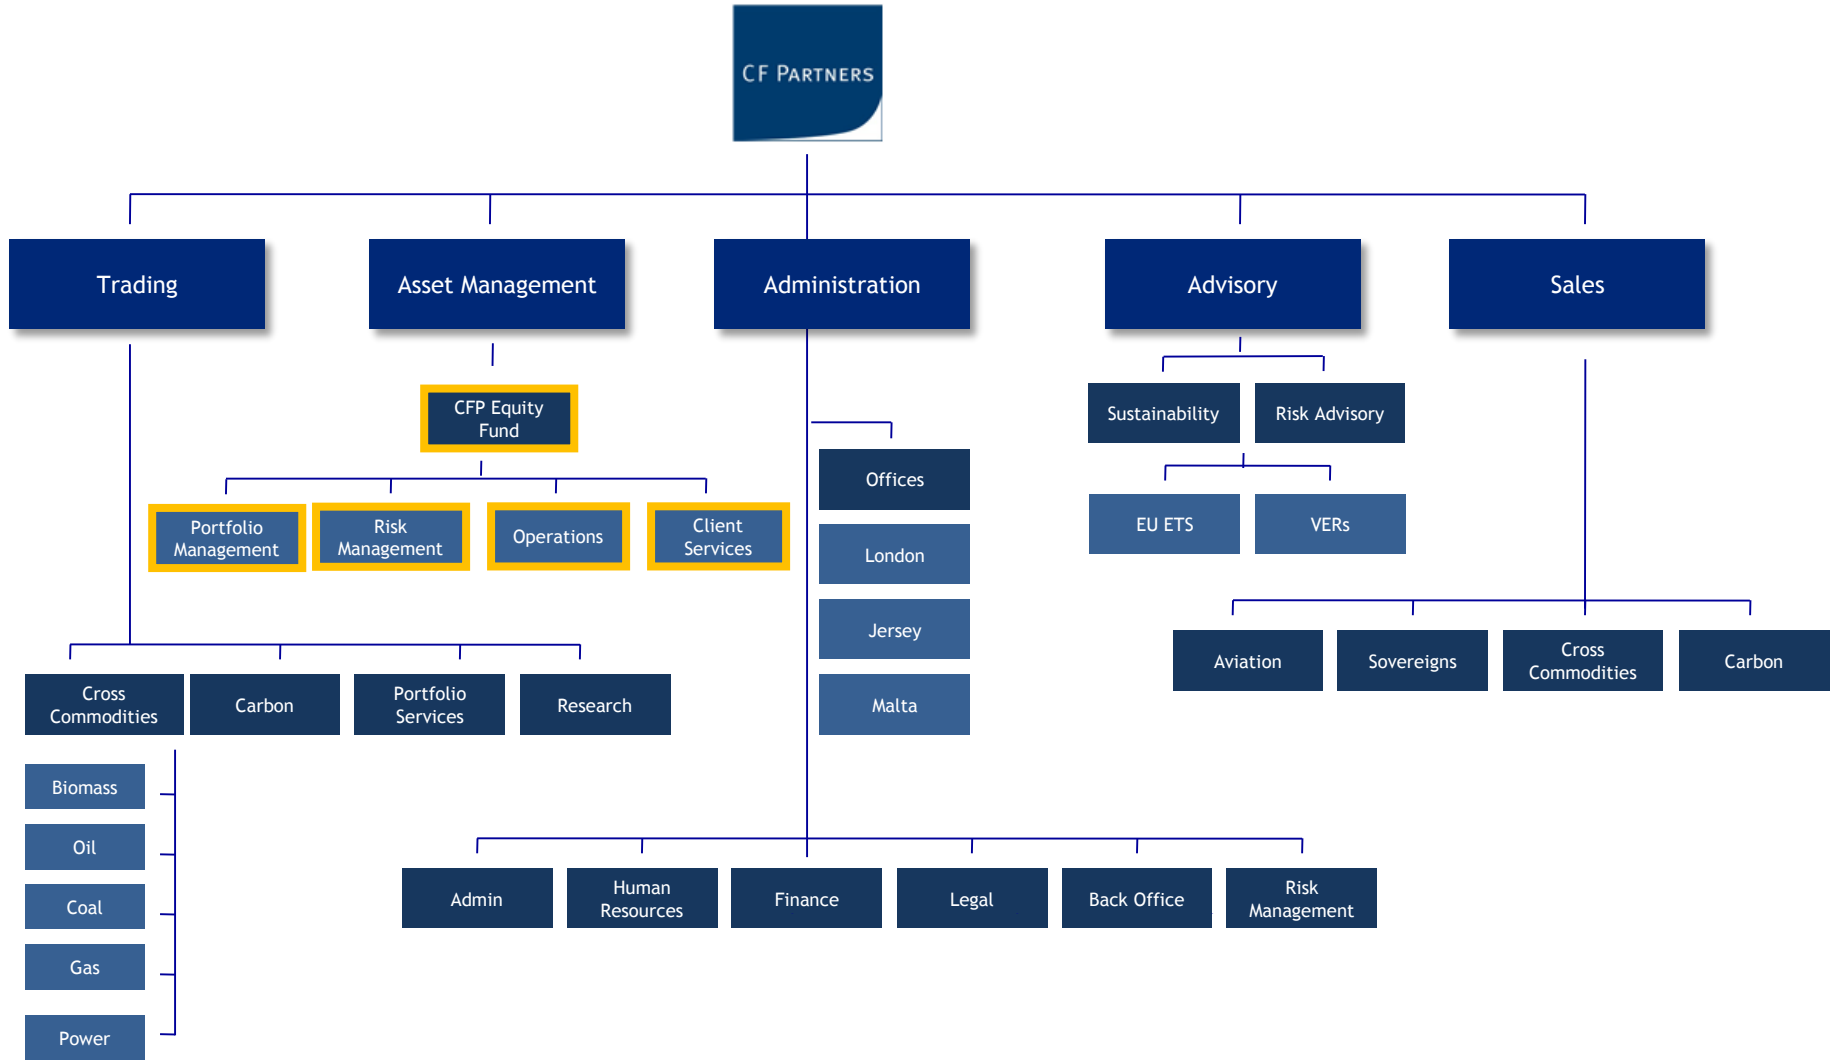 CF PARTNERS
Trading
Asset Management
Administration
Advisory
Sales
CFP Equity
Fund
Sustainability
Risk Advisory
Offices
Portfolio
Management
Risk
Management
Operations
Client
Services
EU ETS
VERs
London
Jersey
Malta
Aviation
Sovereigns
Cross
Commodities
Carbon
Cross
Commodities
Carbon
Portfolio
Services
Research
Biomass
Oil
Coal
Gas
Power
Admin
Human
Resources
Finance
Legal
Back Office
Risk
Management